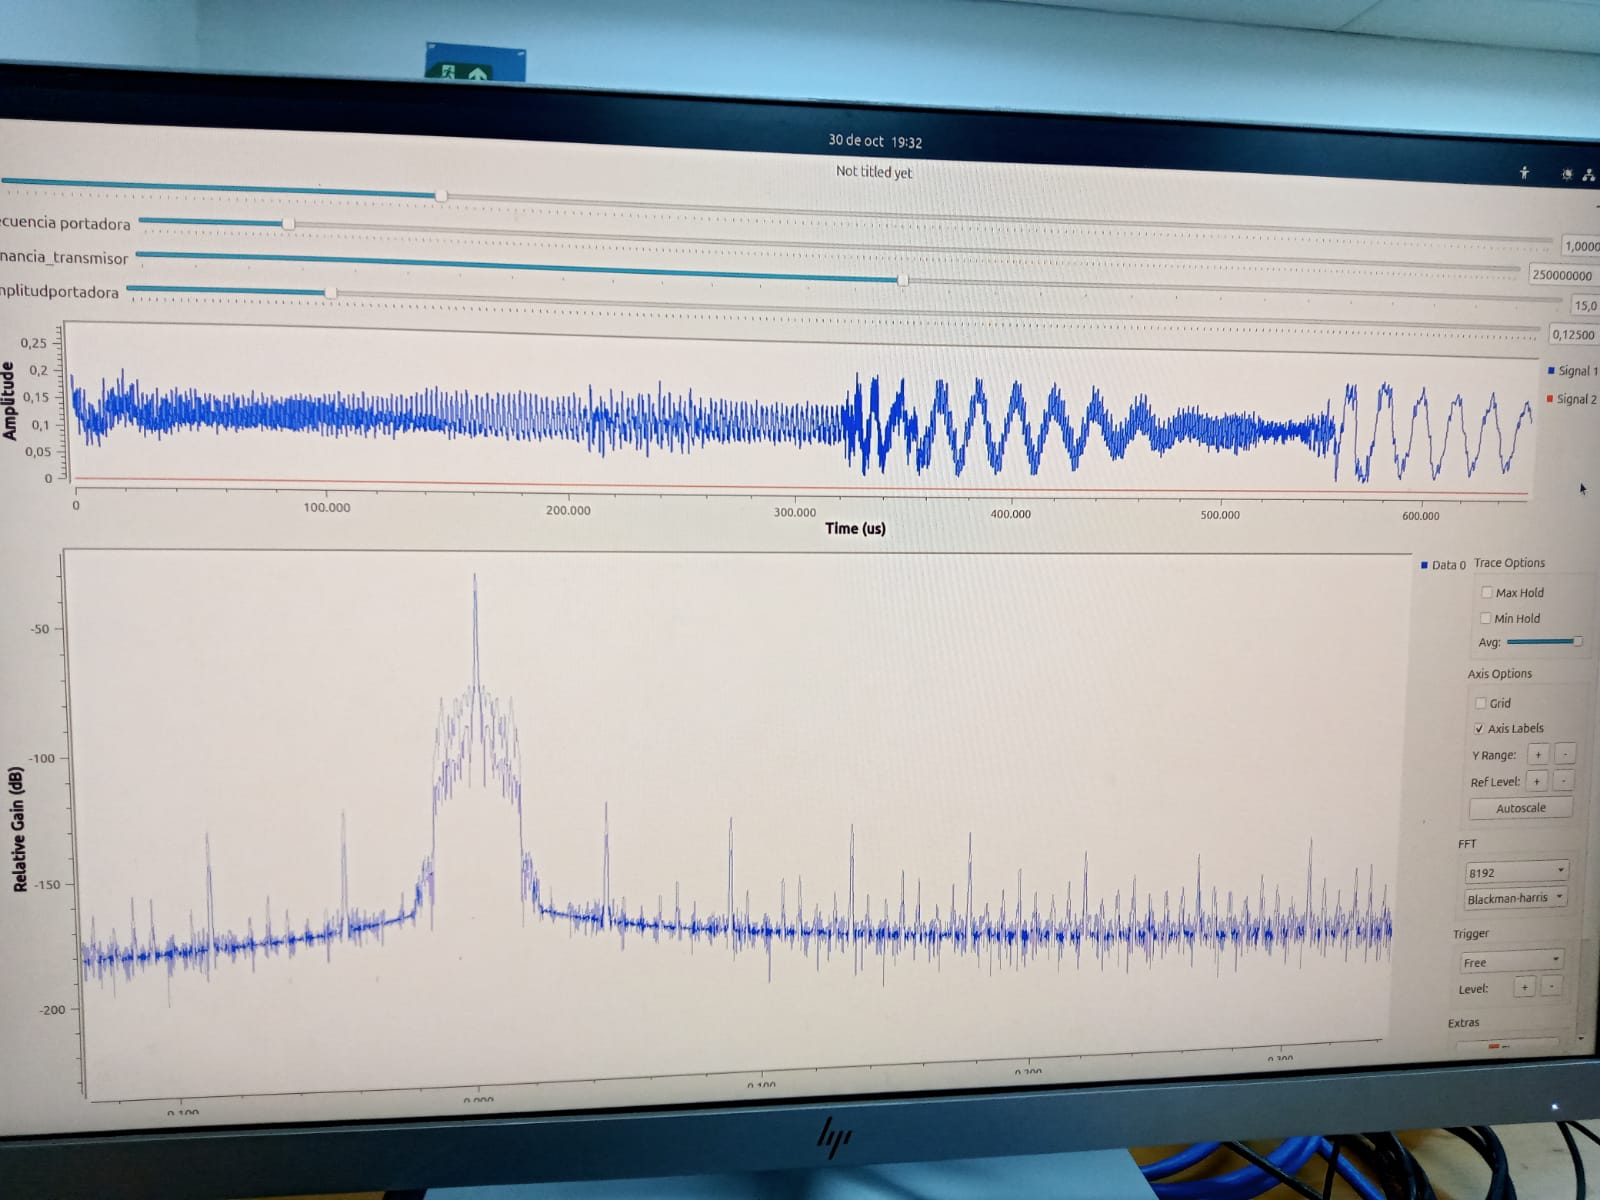 30 de oct 19:32
Not titled yet
1,0000
cuencia portadora
250000000
nancia_transmisor
15,0
plitudportadora
0,12500
Amplitude
0,25
0,2
0,15
0,1
0,05
0
Signal 1
Signal 2
0
100.000
200.000
300.000
400.000
500.000
600.000
Time (us)
Relative Gain (dB)
-50
-100
-150
-200
Data 0
Trace Options
Max Hold
Min Hold
Avg:
Axis Options
Grid
Axis Labels
Y Range:
+
-
Ref Level:
+
-
Autoscale
FFT
8192
Blackman-harris
Trigger
Free
Level:
+
-
Extras
0.100
0.000
0.100
0.200
0.300
hp